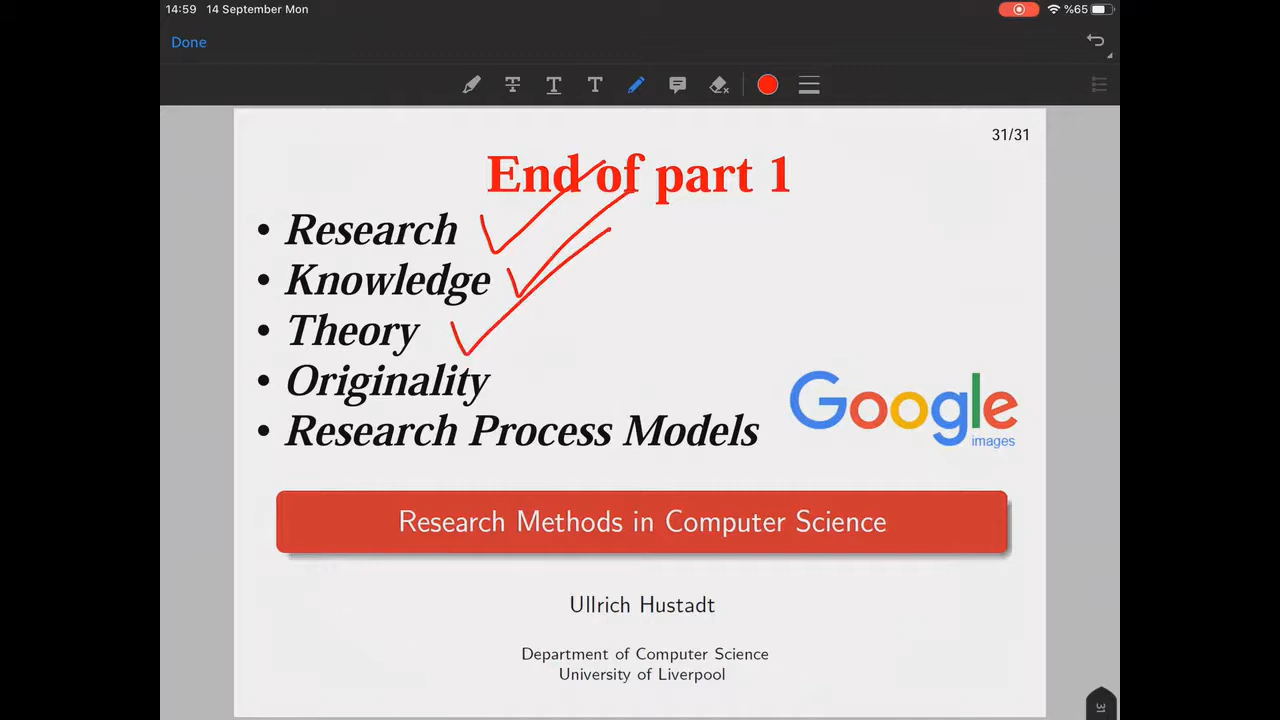 14:59 14 September Mon
%65
Done
31/31
End of part 1
• Research
• Knowledge
• Theory
• Originality
• Research Process Models
Google
images
Research Methods in Computer Science
Ullrich Hustadt
Department of Computer Science
University of Liverpool
31